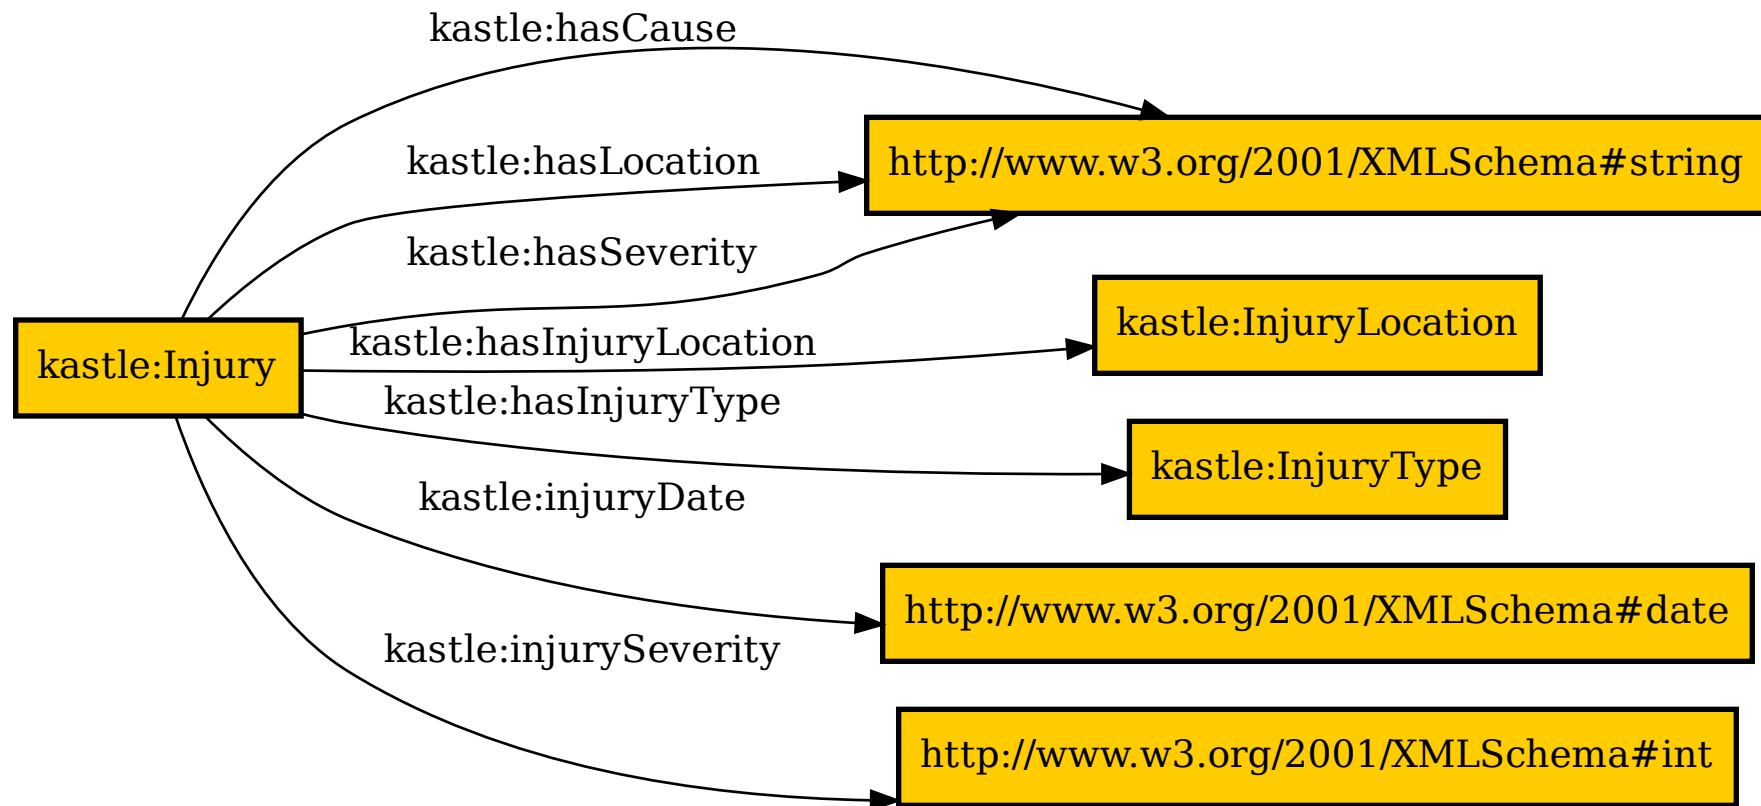 kastle:hasCause
kastle:hasLocation
http://www.w3.org/2001/XMLSchema#string
kastle:hasSeverity
kastle:InjuryLocation
kastle:hasInjuryLocation
kastle:Injury
kastle:hasInjuryType
kastle:InjuryType
kastle:injuryDate
http://www.w3.org/2001/XMLSchema#date
kastle:injurySeverity
http://www.w3.org/2001/XMLSchema#int